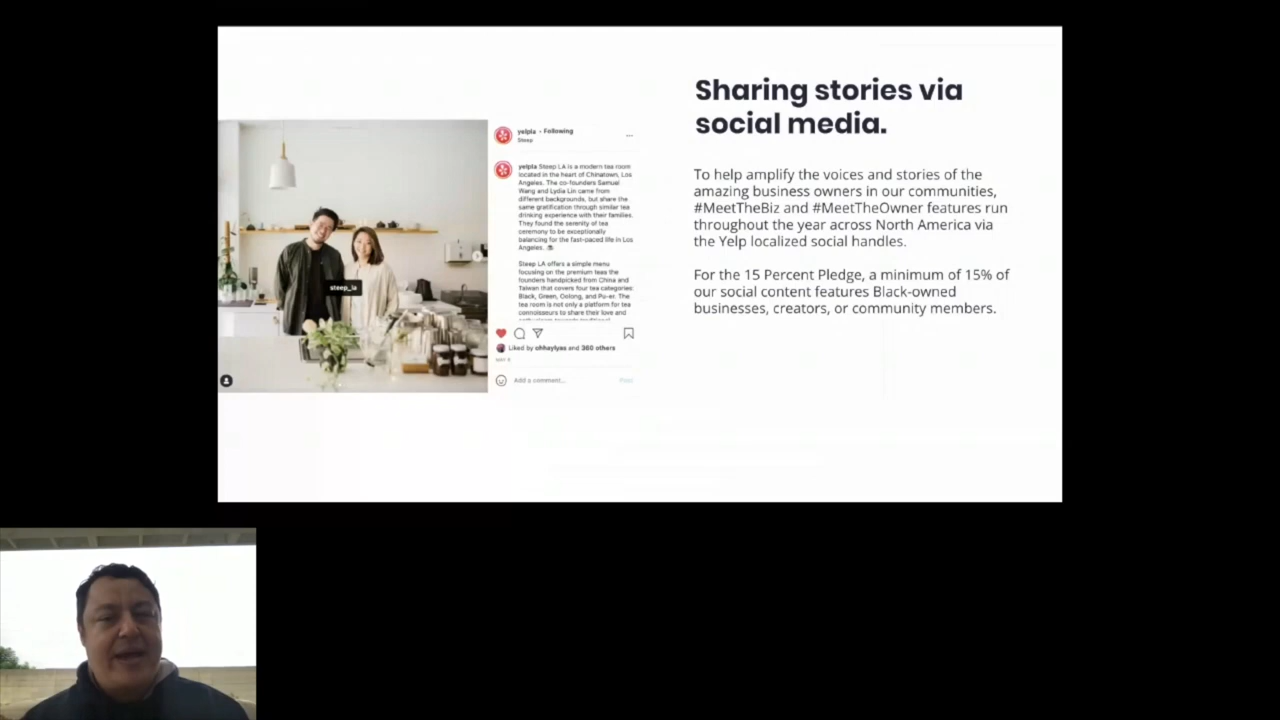 Sharing stories via
social media.
To help amplify the voices and stories of the
amazing business owners in our communities,
#MeetTheBiz and #MeetTheOwner features run
throughout the year across North America via
the Yelp localized social handles.
For the 15 Percent Pledge, a minimum of 15% of
our social content features Black-owned
businesses, creators, or community members.
steep_la
yelpla • Following
Steep
yelpla Steep LA is a modern tea room
located in the heart of Chinatown, Los
Angeles. The co-founders Samuel
Wang and Lydia Lin came from
different backgrounds, but share the
same gratification through similar tea
drinking experience with their families.
They found the serenity of tea
ceremony to be exceptionally
balancing for the fast-paced life in Los
Angeles.
Steep LA offers a simple menu
focusing on the premium teas the
founders handpicked from China and
Taiwan that covers four tea categories:
Black, Green, Oolong, and Pu-er. The
tea room is not only a platform for tea
connoisseurs to share their love and
Liked by ohhaylyss and 360 others
Add a comment...
Post